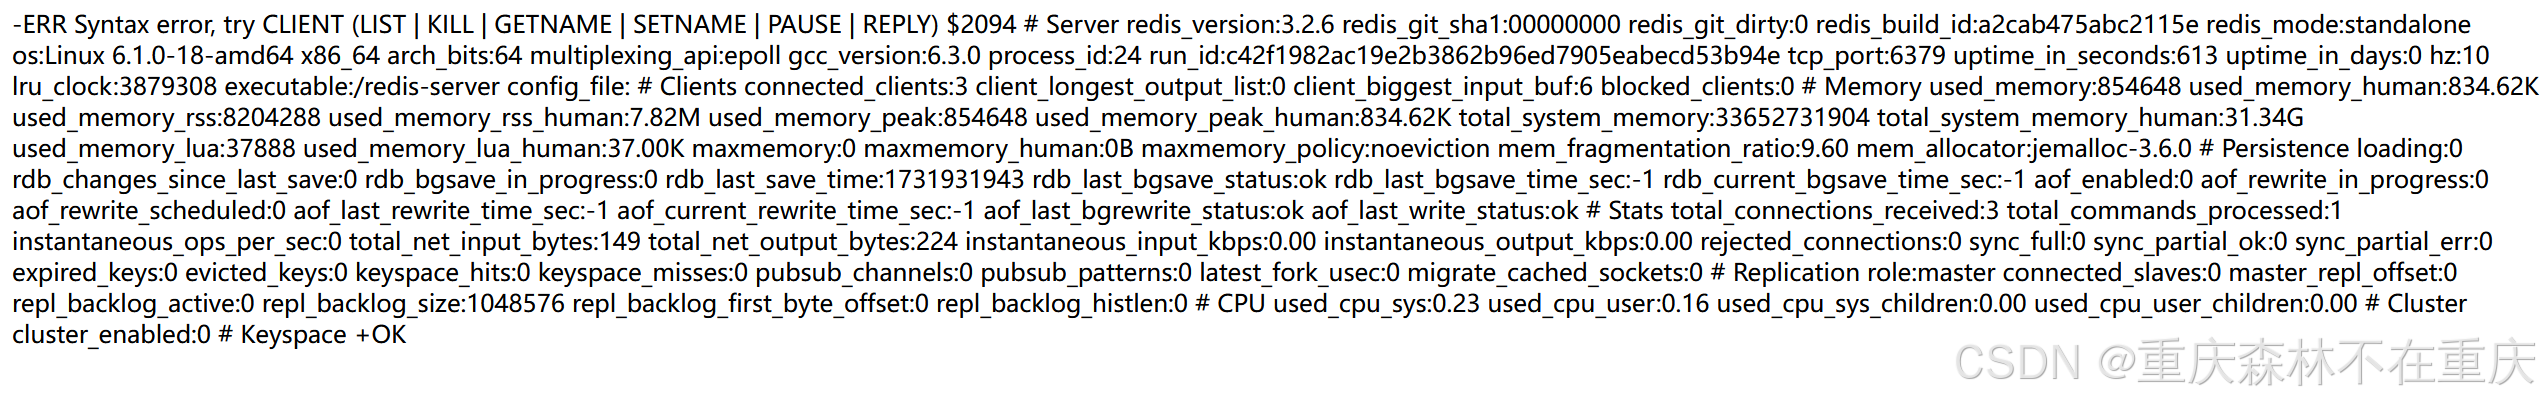 -ERR Syntax error, try CLIENT (LIST | KILL | GETNAME | SETNAME | PAUSE | REPLY) $2094 # Server redis_version:3.2.6 redis_git_sha1:00000000 redis_git_dirty:0 redis_build_id:a2cab475abc2115e redis_mode:standalone
os:Linux 6.1.0-18-amd64 x86_64 arch_bits:64 multiplexing_api:epoll gcc_version:6.3.0 process_id:24 run_id:c42f1982ac19e2b3862b96ed7905eabecd53b94e tcp_port:6379 uptime_in_seconds:613 uptime_in_days:0 hz:10
lru_clock:3879308 executable:/redis-server config_file: # Clients connected_clients:3 client_longest_output_list:0 client_biggest_input_buf:6 blocked_clients:0 # Memory used_memory:854648 used_memory_human:834.62K
used_memory_rss:8204288 used_memory_rss_human:7.82M used_memory_peak:854648 used_memory_peak_human:834.62K total_system_memory:33652731904 total_system_memory_human:31.34G
used_memory_lua:37888 used_memory_lua_human:37.00K maxmemory:0 maxmemory_human:0B maxmemory_policy:noeviction mem_fragmentation_ratio:9.60 mem_allocator:jemalloc-3.6.0 # Persistence loading:0
rdb_changes_since_last_save:0 rdb_bgsave_in_progress:0 rdb_last_save_time:1731931943 rdb_last_bgsave_status:ok rdb_last_bgsave_time_sec:-1 rdb_current_bgsave_time_sec:-1 aof_enabled:0 aof_rewrite_in_progress:0
aof_rewrite_scheduled:0 aof_last_rewrite_time_sec:-1 aof_current_rewrite_time_sec:-1 aof_last_bgrewrite_status:ok aof_last_write_status:ok # Stats total_connections_received:3 total_commands_processed:1
instantaneous_ops_per_sec:0 total_net_input_bytes:149 total_net_output_bytes:224 instantaneous_input_kbps:0.00 instantaneous_output_kbps:0.00 rejected_connections:0 sync_full:0 sync_partial_ok:0 sync_partial_err:0
expired_keys:0 evicted_keys:0 keyspace_hits:0 keyspace_misses:0 pubsub_channels:0 pubsub_patterns:0 latest_fork_usec:0 migrate_cached_sockets:0 # Replication role:master connected_slaves:0 master_repl_offset:0
repl_backlog_active:0 repl_backlog_size:1048576 repl_backlog_first_byte_offset:0 repl_backlog_histlen:0 # CPU used_cpu_sys:0.23 used_cpu_user:0.16 used_cpu_sys_children:0.00 used_cpu_user_children:0.00 # Cluster
cluster_enabled:0 # Keyspace +OK
CSDN @重庆森林不在重庆